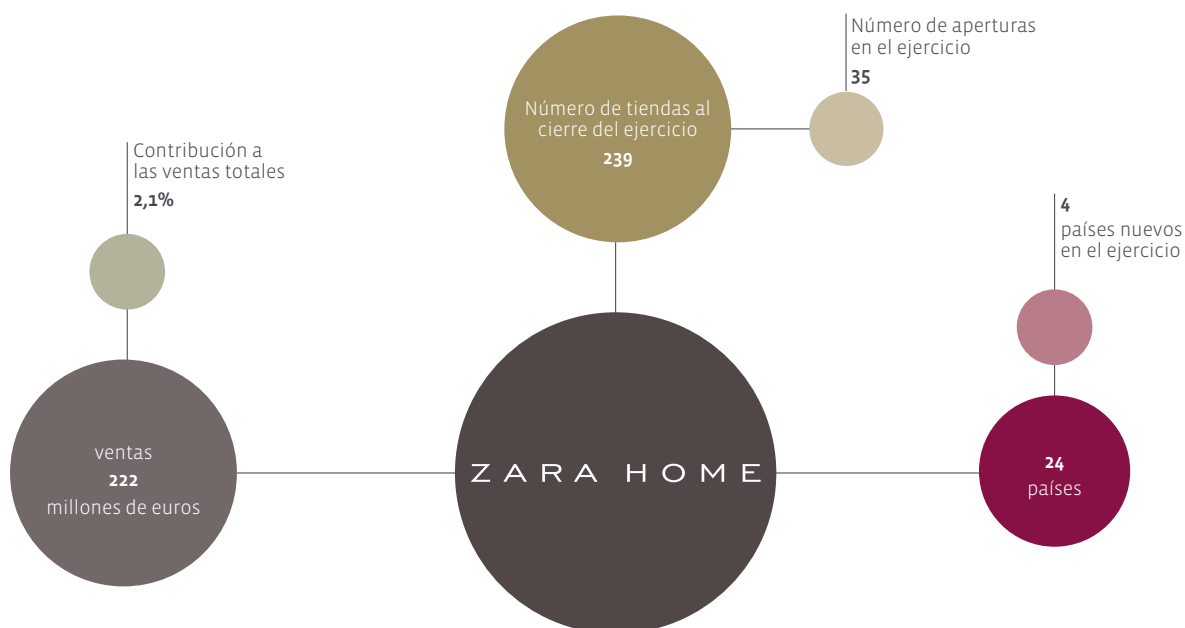 Número de aperturas
en el ejercicio
35
Número de tiendas al
cierre del ejercicio
239
Contribución a
las ventas totales
2,1%
4
países nuevos
en el ejercicio
ventas
222
millones de euros
ZARA HOME
24
países